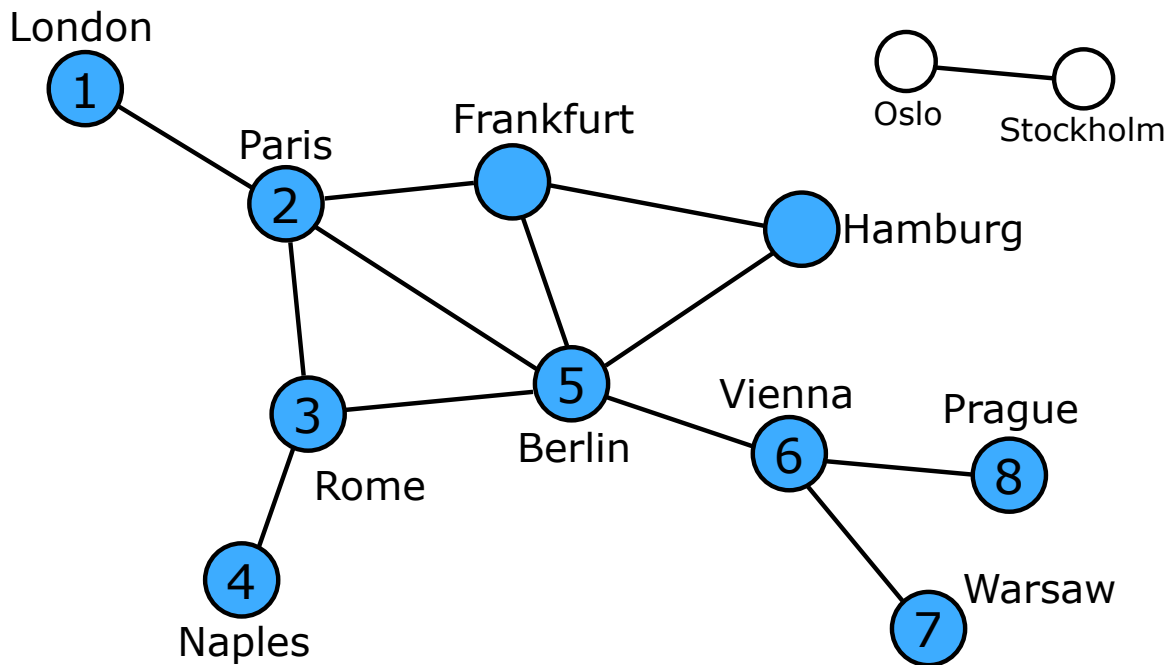 London
1
Oslo
Stockholm
Frankfurt
Paris
2
Hamburg
5
Berlin
3
Rome
Vienna
6
Prague
8
4
Naples
Warsaw
7